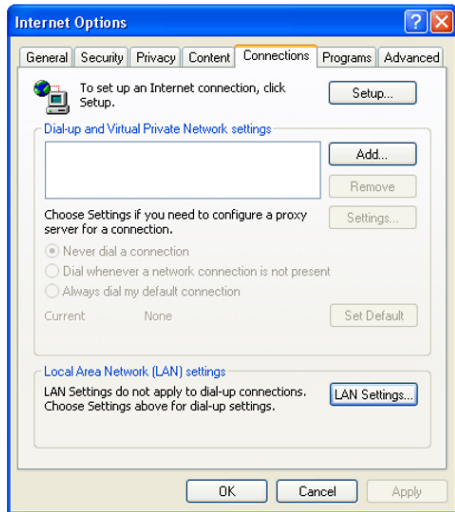 Internet Options
General Security Privacy Content Connections Programs Advanced
To set up an Internet connection, click
Setup.
Setup...
Dial-up and Virtual Private Network settings
Add...
Remove
Choose Settings if you need to configure a proxy
server for a connection.
Settings...
Never dial a connection
Dial whenever a network connection is not present
Always dial my default connection
Current None
Set Default
Local Area Network (LAN) settings
LAN Settings do not apply to dial-up connections.
Choose Settings above for dial-up settings.
LAN Settings...
OK Cancel Apply